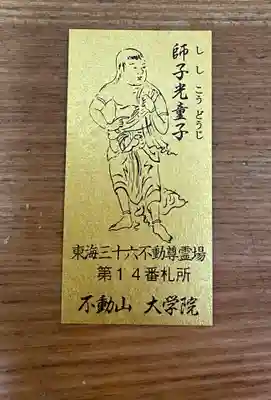 師子光童子
しし こう どうじ
東海三十六不動尊霊場
第14番札所
不動山 大学院